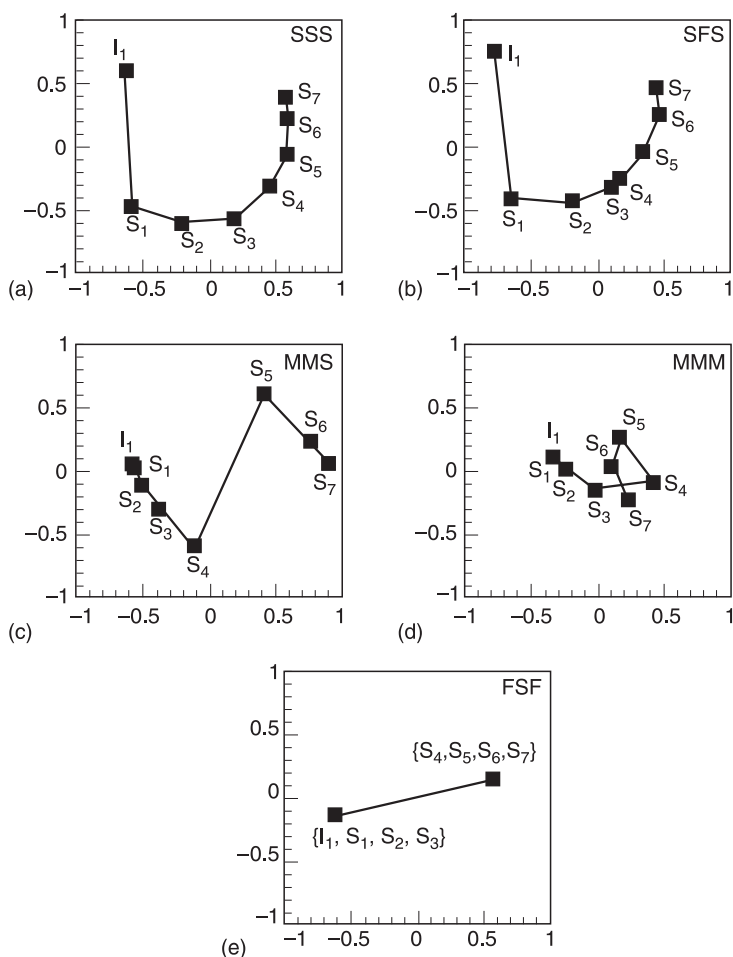 SSS
1
0.5
0
−0.5
−1
I₁
S₁
S₂
S₃
S₄
S₅
S₆
S₇
(a)
−1 −0.5 0 0.5 1
SFS
1
0.5
0
−0.5
−1
I₁
S₁
S₂
S₃
S₄
S₅
S₆
S₇
(b)
−1 −0.5 0 0.5 1
MMS
1
0.5
0
−0.5
−1
I₁
S₁
S₂
S₃
S₄
S₅
S₆
S₇
(c)
−1 −0.5 0 0.5 1
MMM
1
0.5
0
−0.5
−1
I₁
S₁
S₂
S₃
S₄
S₅
S₆
S₇
(d)
−1 −0.5 0 0.5 1
FSF
1
0.5
0
−0.5
−1
{S₄,S₅,S₆,S₇}
{I₁, S₁, S₂, S₃}
(e)
−1 −0.5 0 0.5 1